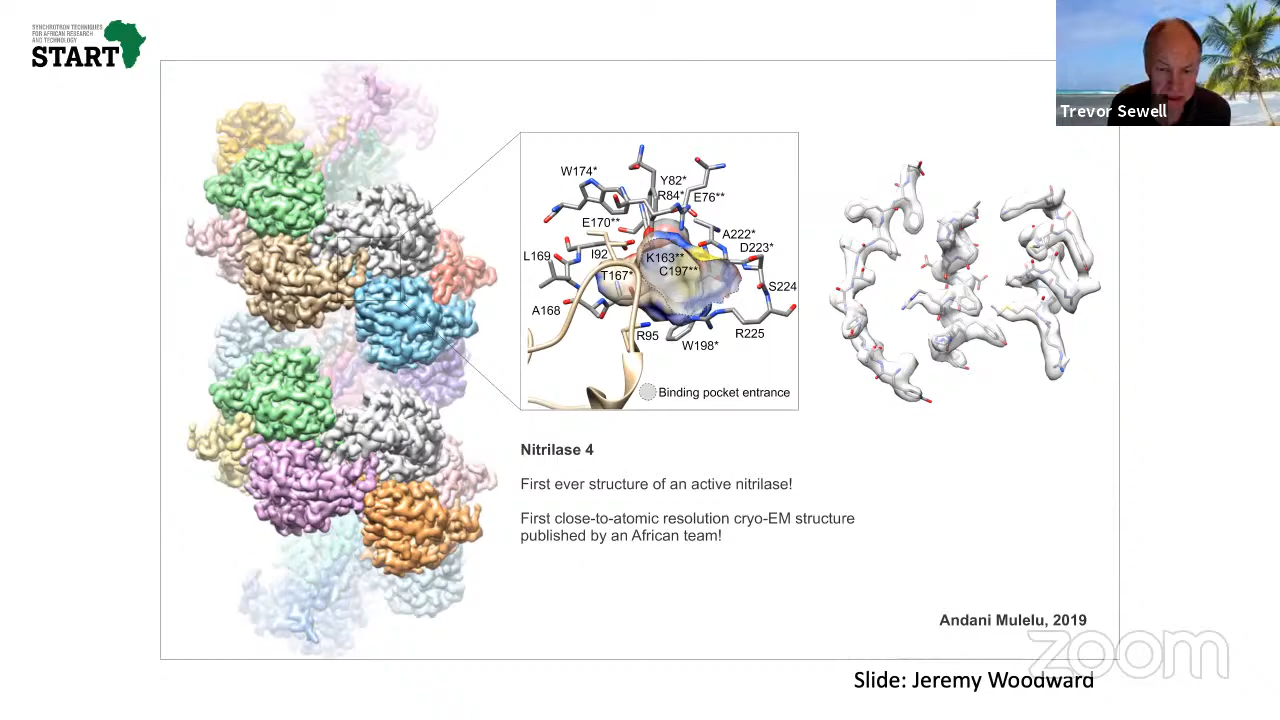 SYNCHROTRON TECHNIQUES
FOR AFRICAN RESEARCH
AND TECHNOLOGY
START
Trevor Sewell
W174*
Y82*
R84*
E76**
E170**
A222*
D223*
L169
I92
K163**
C197**
T167*
S224
A168
R95
W198*
R225
Binding pocket entrance
Nitrilase 4
First ever structure of an active nitrilase!
First close-to-atomic resolution cryo-EM structure
published by an African team!
Andani Mulelu, 2019
zoom
Slide: Jeremy Woodward